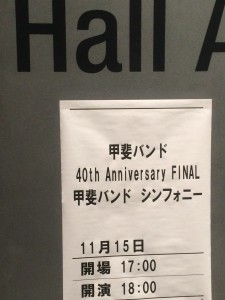 Hall A
甲斐バンド
40th Anniversary FINAL
甲斐バンド シンフォニー
11月15日
開場 17:00
開演 18:00